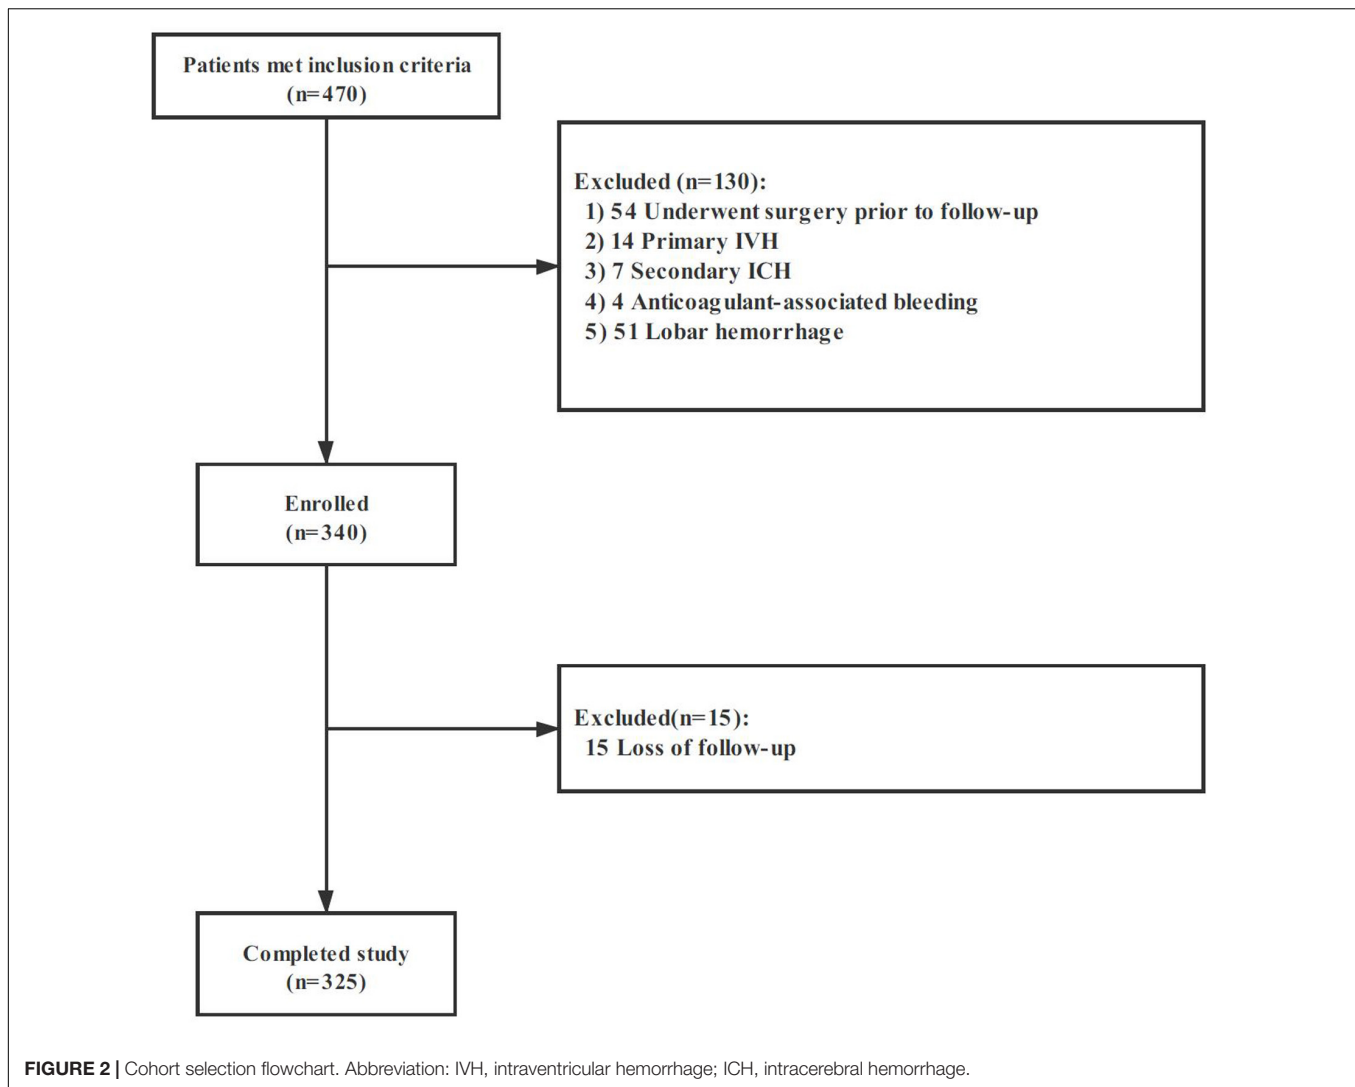 Patients met inclusion criteria
(n=470)
Excluded (n=130):
1) 54 Underwent surgery prior to follow-up
2) 14 Primary IVH
3) 7 Secondary ICH
4) 4 Anticoagulant-associated bleeding
5) 51 Lobar hemorrhage
Enrolled
(n=340)
Excluded(n=15):
15 Loss of follow-up
Completed study
(n=325)
FIGURE 2 | Cohort selection flowchart. Abbreviation: IVH, intraventricular hemorrhage; ICH, intracerebral hemorrhage.